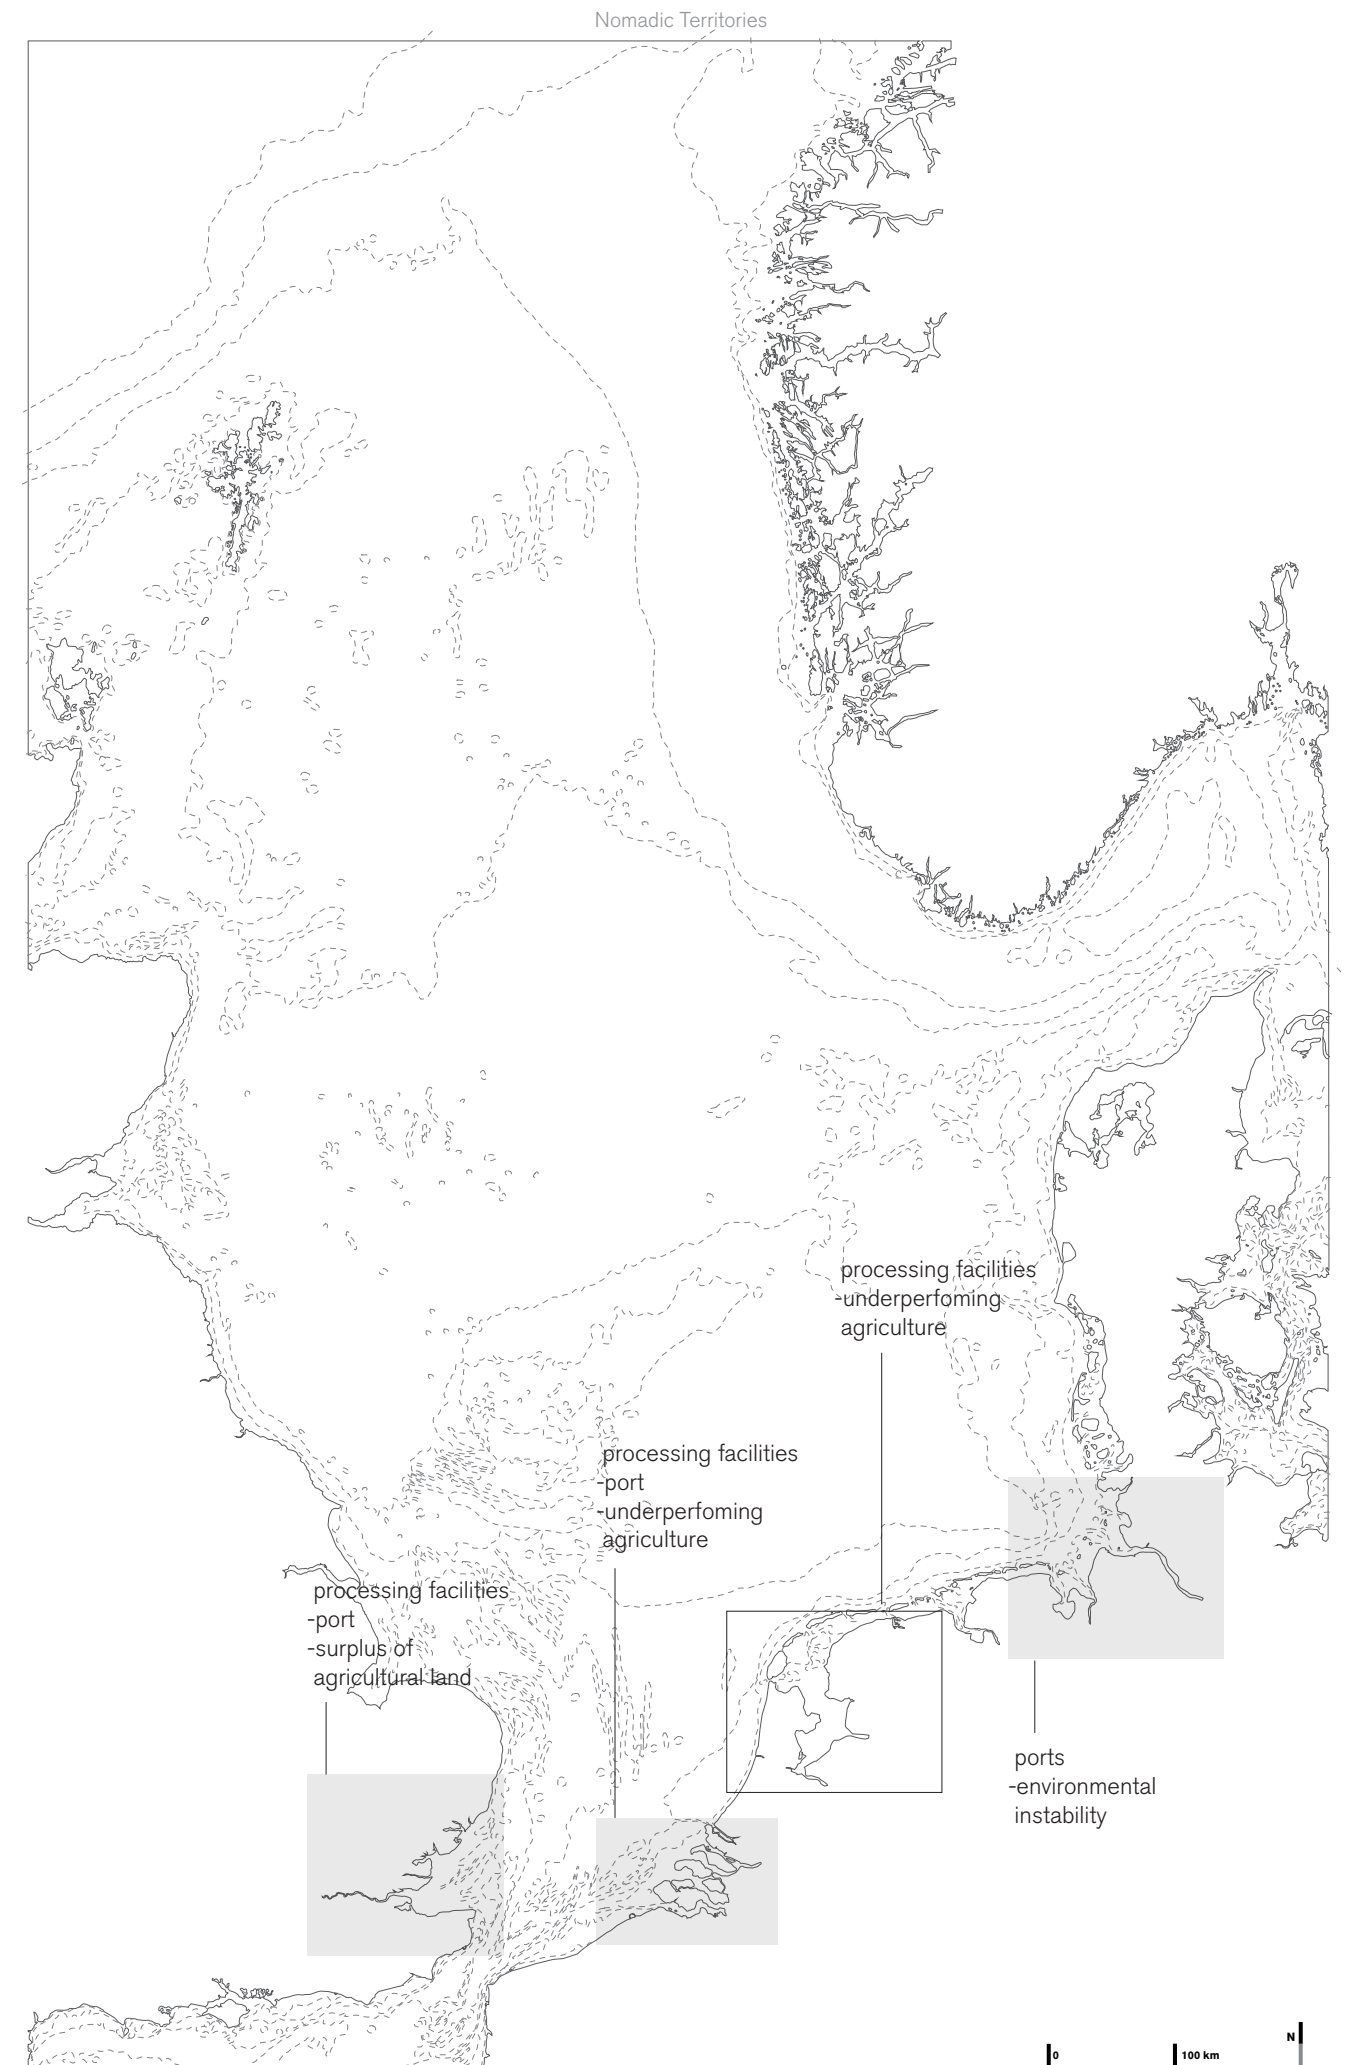 Nomadic Territories
processing facilities
-underperfoming
agriculture
processing facilities
-port
-underperfoming
agriculture
processing facilities
-port
-surplus of
agricultural land
ports
-environmental
instability
N
0
100 km